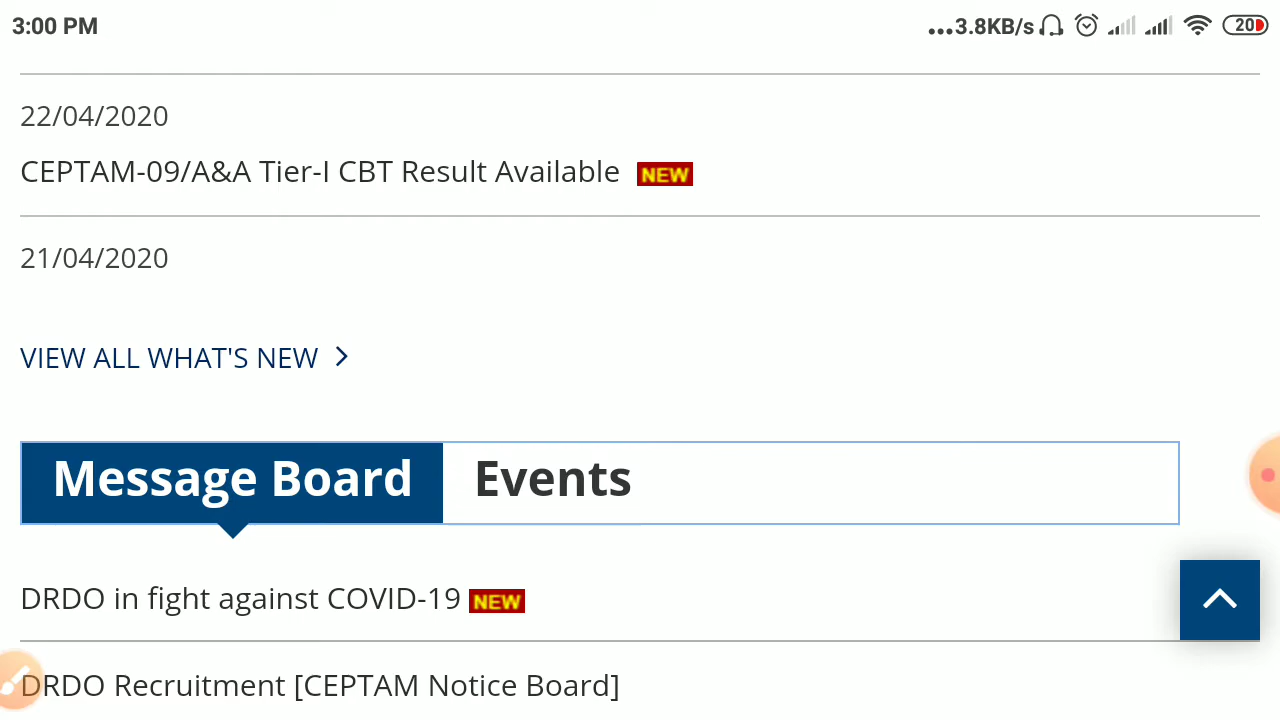 3:00 PM
...3.8KB/s 20
22/04/2020
CEPTAM-09/A&A Tier-I CBT Result Available NEW
21/04/2020
VIEW ALL WHAT'S NEW
Message Board Events
DRDO in fight against COVID-19 NEW
DRDO Recruitment [CEPTAM Notice Board]